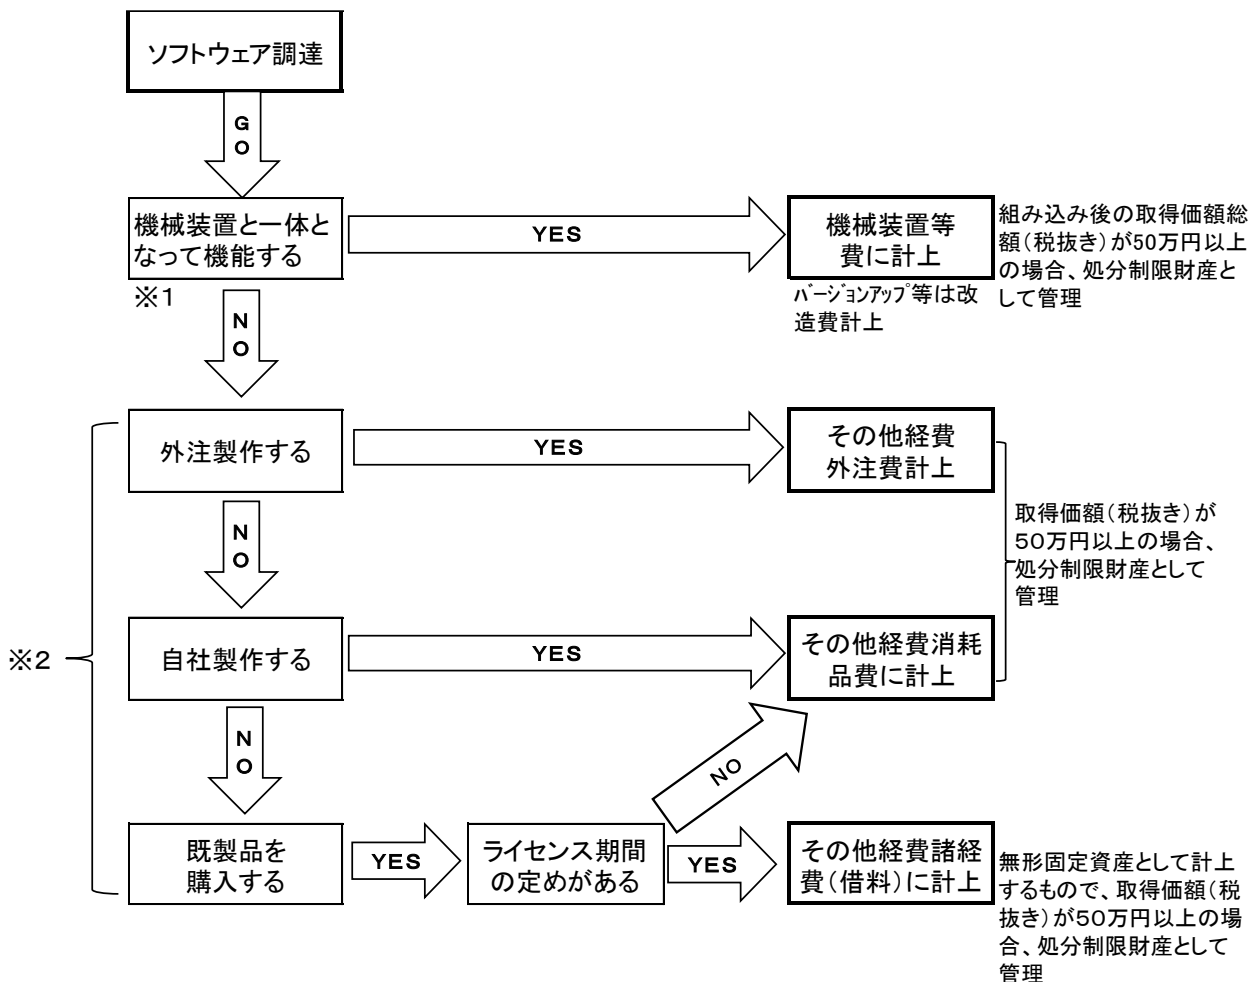 ソフトウェア調達
G
O
機械装置と一体と
なって機能する
※1
YES
機械装置等
費に計上
ﾊﾞｰｼﾞｮﾝｱｯﾌﾟ等は改
造費計上
組み込み後の取得価額総
額(税抜き)が50万円以上
の場合、処分制限財産と
して管理
N
O
外注製作する
YES
その他経費
外注費計上
N
O
取得価額(税抜き)が
50万円以上の場合、
処分制限財産として
管理
※2
自社製作する
YES
その他経費消耗
品費に計上
N
O
NO
既製品を
購入する
YES
ライセンス期間
の定めがある
YES
その他経費諸経
費(借料)に計上
無形固定資産として計上
するもので、取得価額(税
抜き)が50万円以上の場
合、処分制限財産として
管理